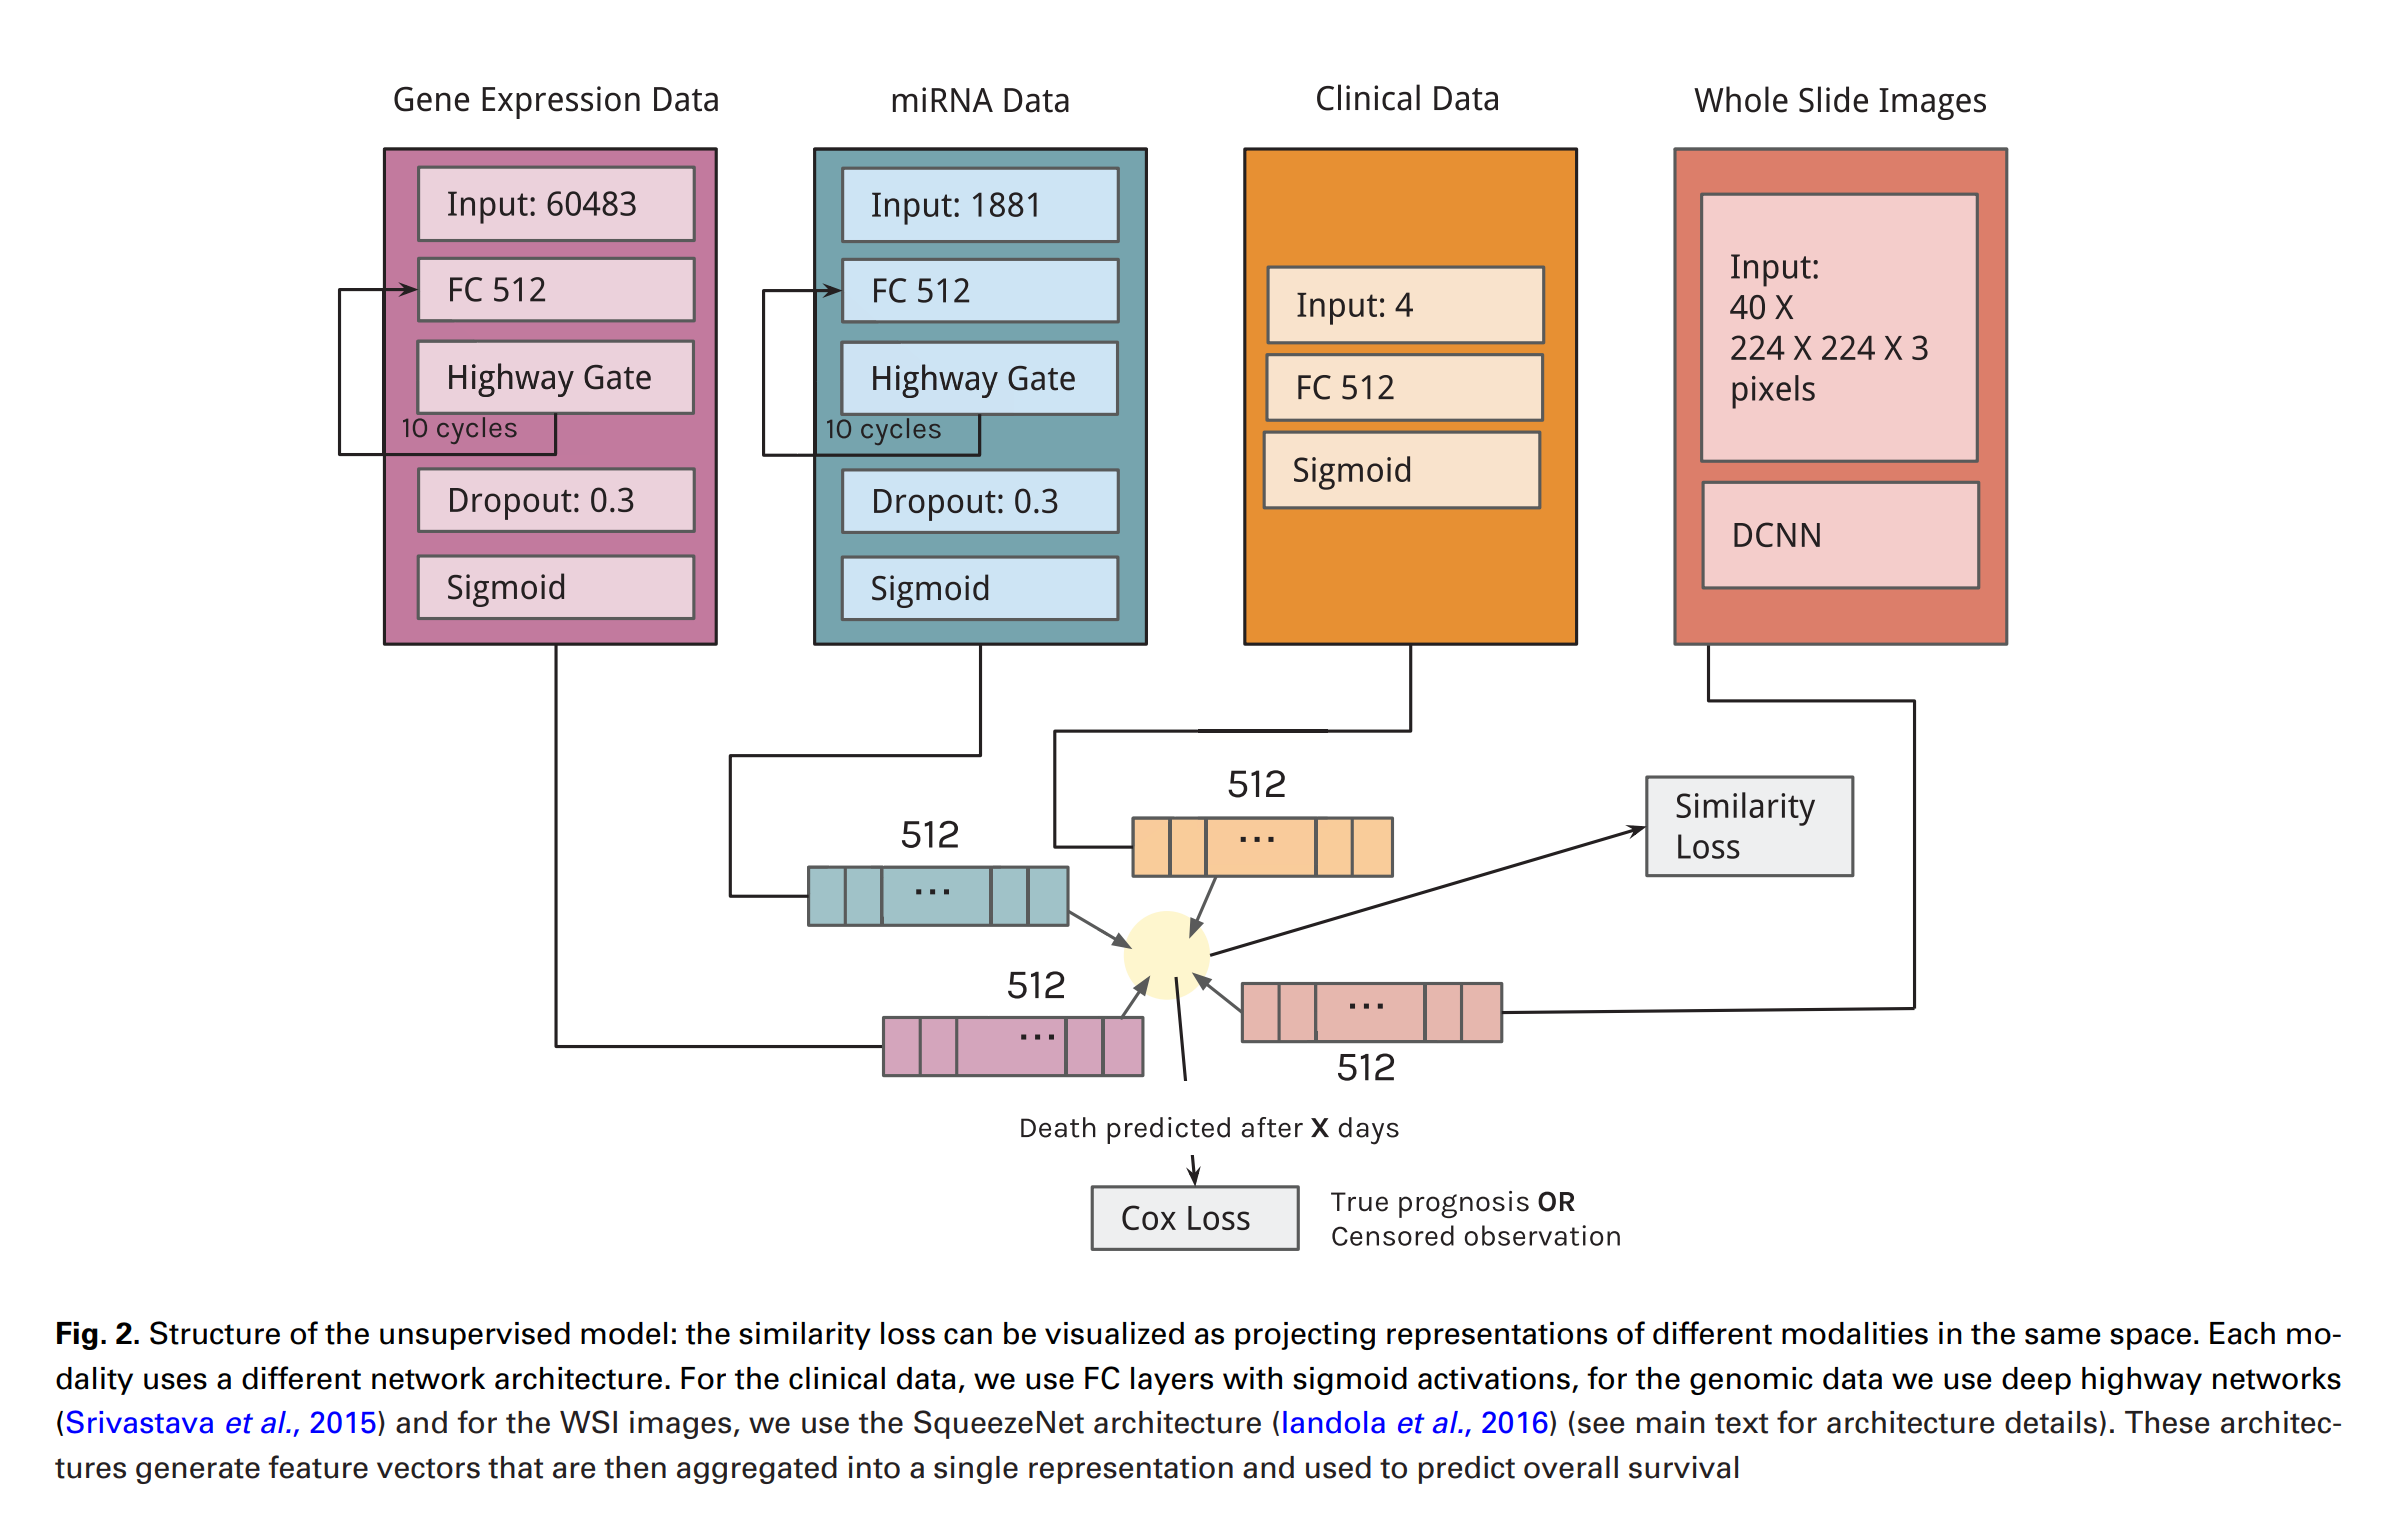 Gene Expression Data
Input: 60483
FC 512
Highway Gate
10 cycles
Dropout: 0.3
Sigmoid
miRNA Data
Input: 1881
FC 512
Highway Gate
10 cycles
Dropout: 0.3
Sigmoid
Clinical Data
Input: 4
FC 512
Sigmoid
Whole Slide Images
Input:
40 X
224 X 224 X 3
pixels
DCNN
512
...
512
...
512
...
...
512
Similarity
Loss
Death predicted after X days
Cox Loss
True prognosis OR
Censored observation
Fig. 2. Structure of the unsupervised model: the similarity loss can be visualized as projecting representations of different modalities in the same space. Each mo-
dality uses a different network architecture. For the clinical data, we use FC layers with sigmoid activations, for the genomic data we use deep highway networks
(Srivastava et al., 2015) and for the WSI images, we use the SqueezeNet architecture (Iandola et al., 2016) (see main text for architecture details). These architec-
tures generate feature vectors that are then aggregated into a single representation and used to predict overall survival